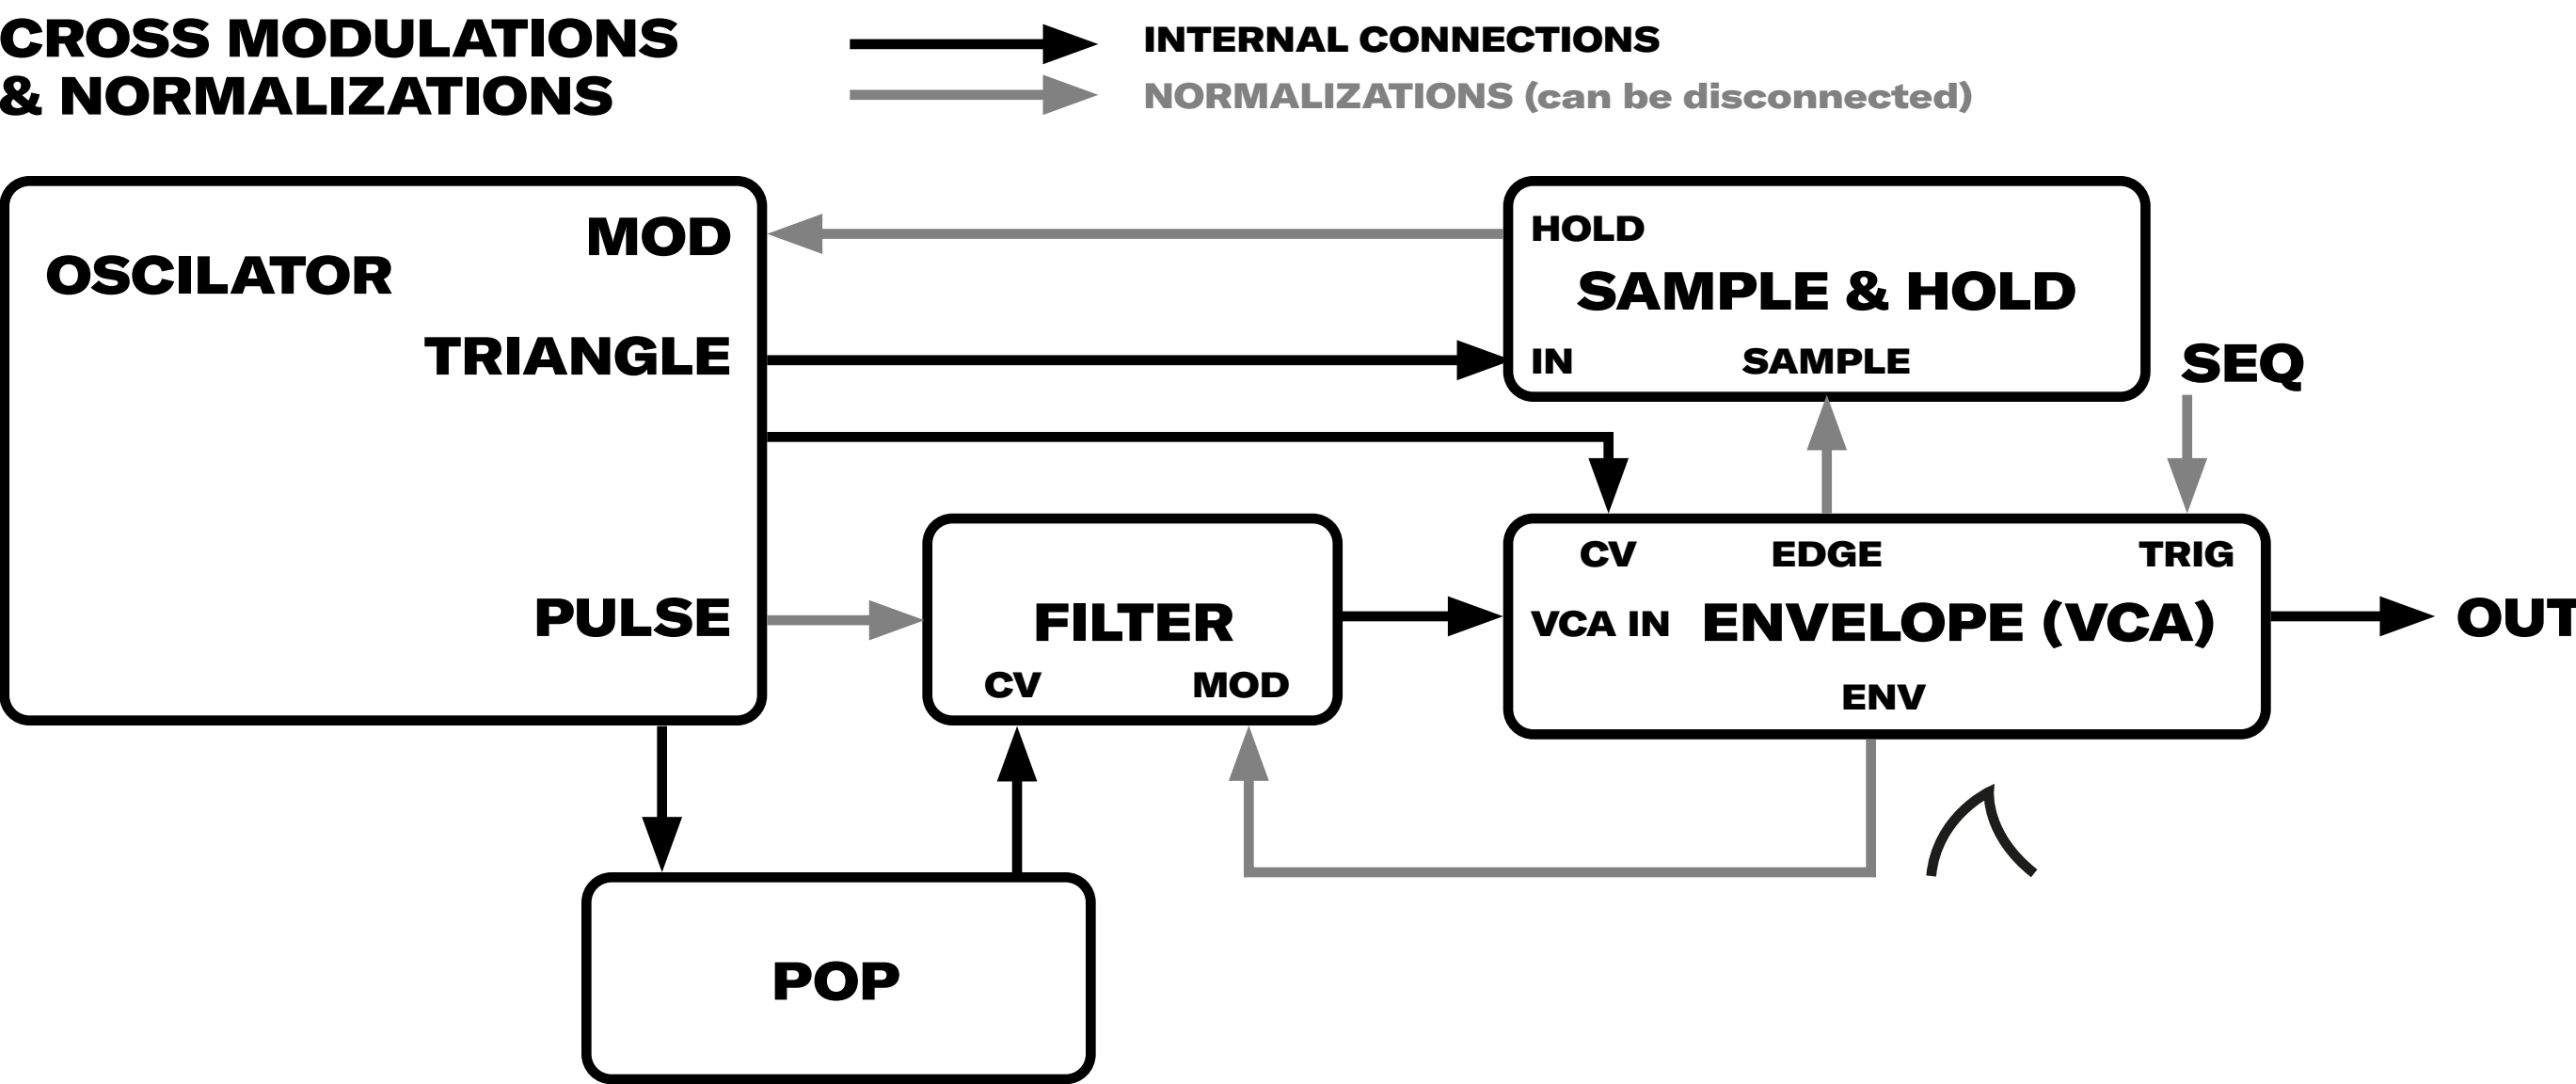 CROSS MODULATIONS
& NORMALIZATIONS
INTERNAL CONNECTIONS
NORMALIZATIONS (can be disconnected)
MOD
OSCILATOR
TRIANGLE
PULSE
HOLD
SAMPLE & HOLD
IN
SAMPLE
SEQ
FILTER
CV
MOD
CV
EDGE
TRIG
VCA IN
ENVELOPE (VCA)
ENV
OUT
POP